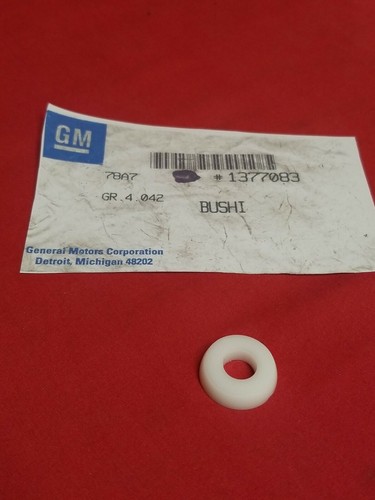 GM
78A7 #1377083
GR.4.042
BUSHI
General Motors Corporation
Detroit, Michigan 48202